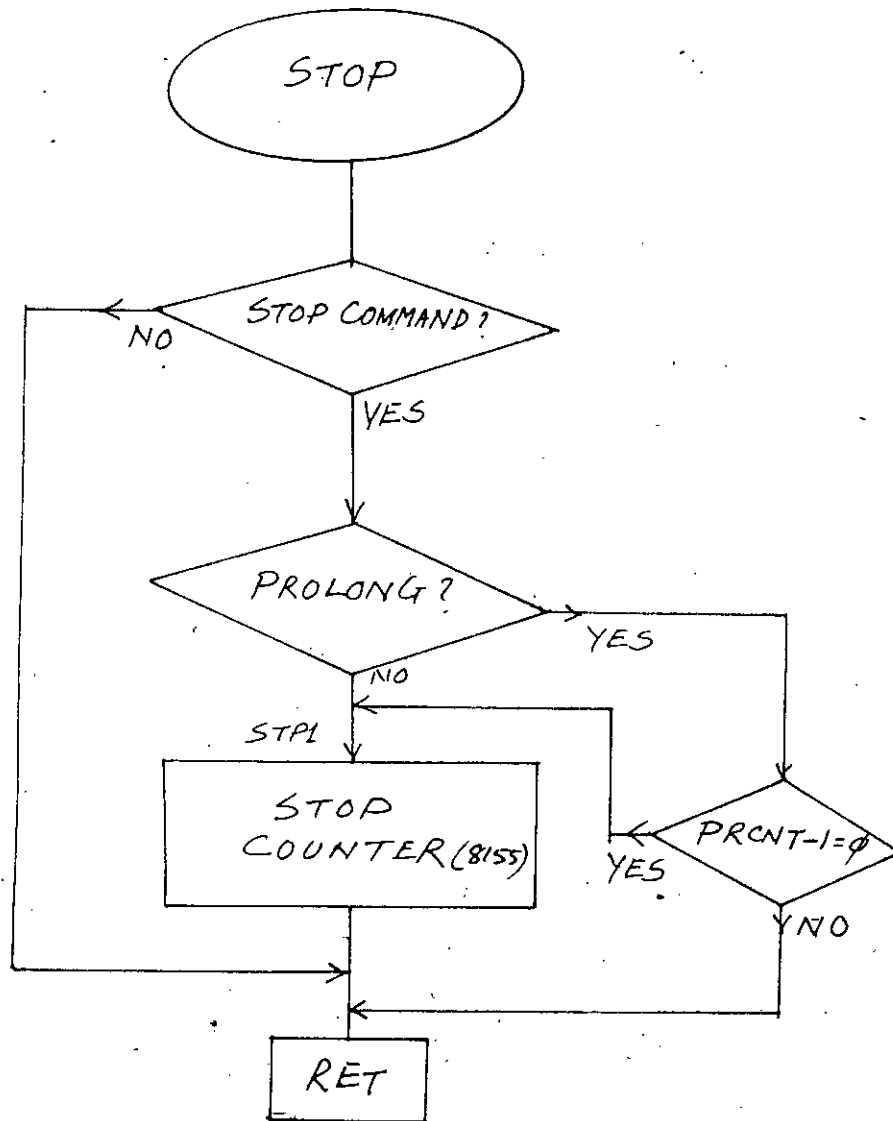 STOP
STOP COMMAND?
NO
YES
PROLONG?
YES
NO
STP1
STOP
COUNTER (8155)
PRCNT-1=φ
YES
NO
RET